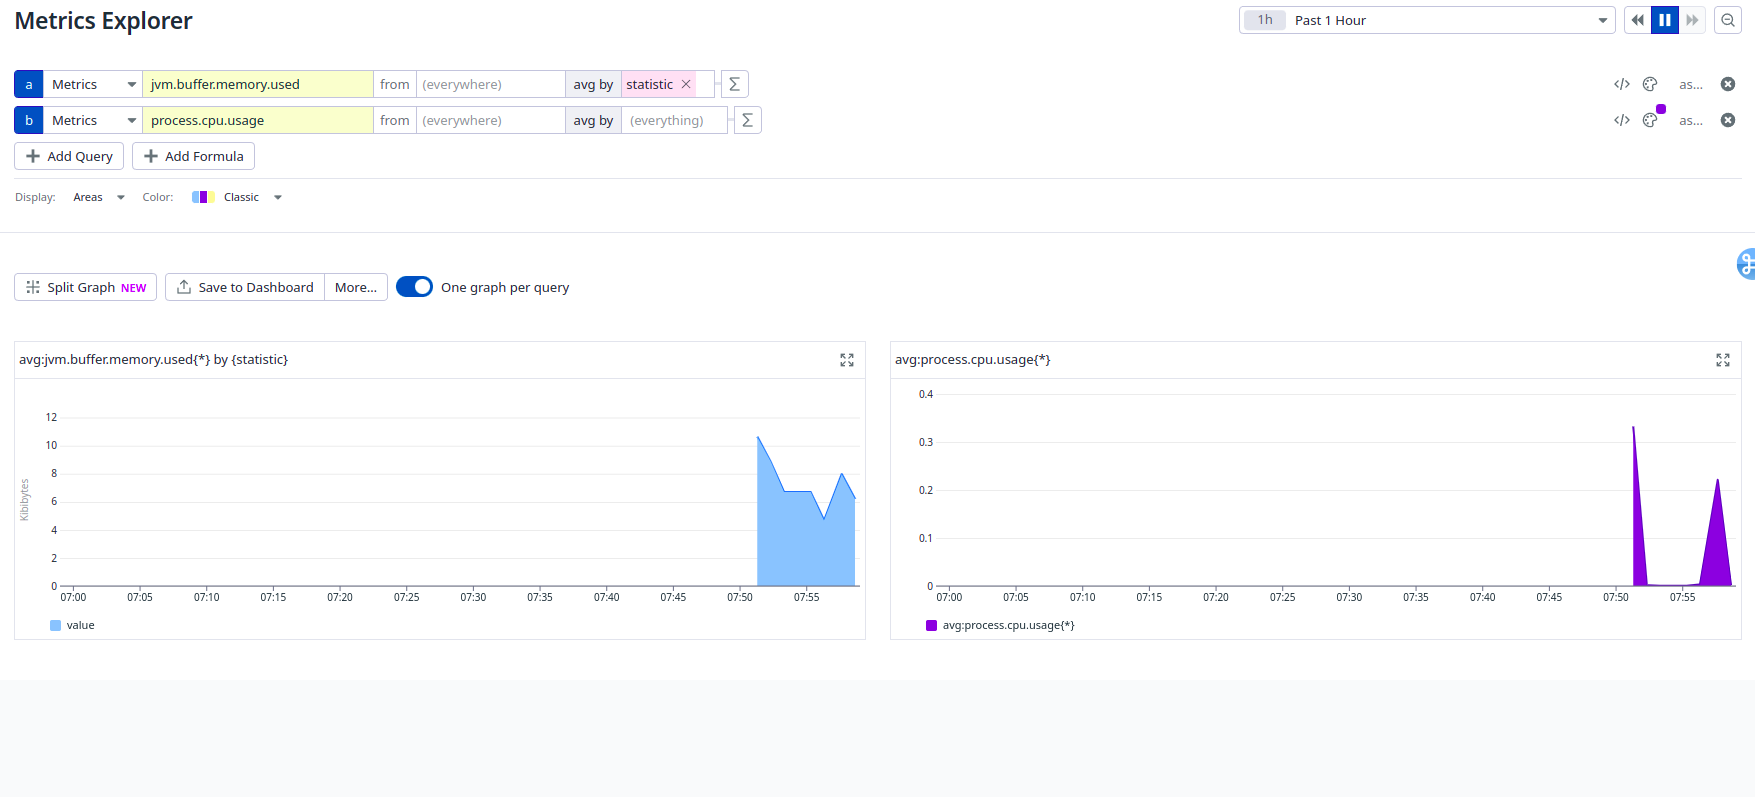 Metrics Explorer
1h Past 1 Hour
a Metrics jvm.buffer.memory.used from (everywhere) avg by statistic Σ as...
b Metrics process.cpu.usage from (everywhere) avg by (everything) Σ as...
Add Query Add Formula
Display: Areas Color: Classic
Split Graph NEW Save to Dashboard More... One graph per query
avg:jvm.buffer.memory.used{*} by {statistic}
Kibibytes
12
10
8
6
4
2
0
07:00 07:05 07:10 07:15 07:20 07:25 07:30 07:35 07:40 07:45 07:50 07:55
value
avg:process.cpu.usage{*}
0.4
0.3
0.2
0.1
0
07:00 07:05 07:10 07:15 07:20 07:25 07:30 07:35 07:40 07:45 07:50 07:55
avg:process.cpu.usage{*}